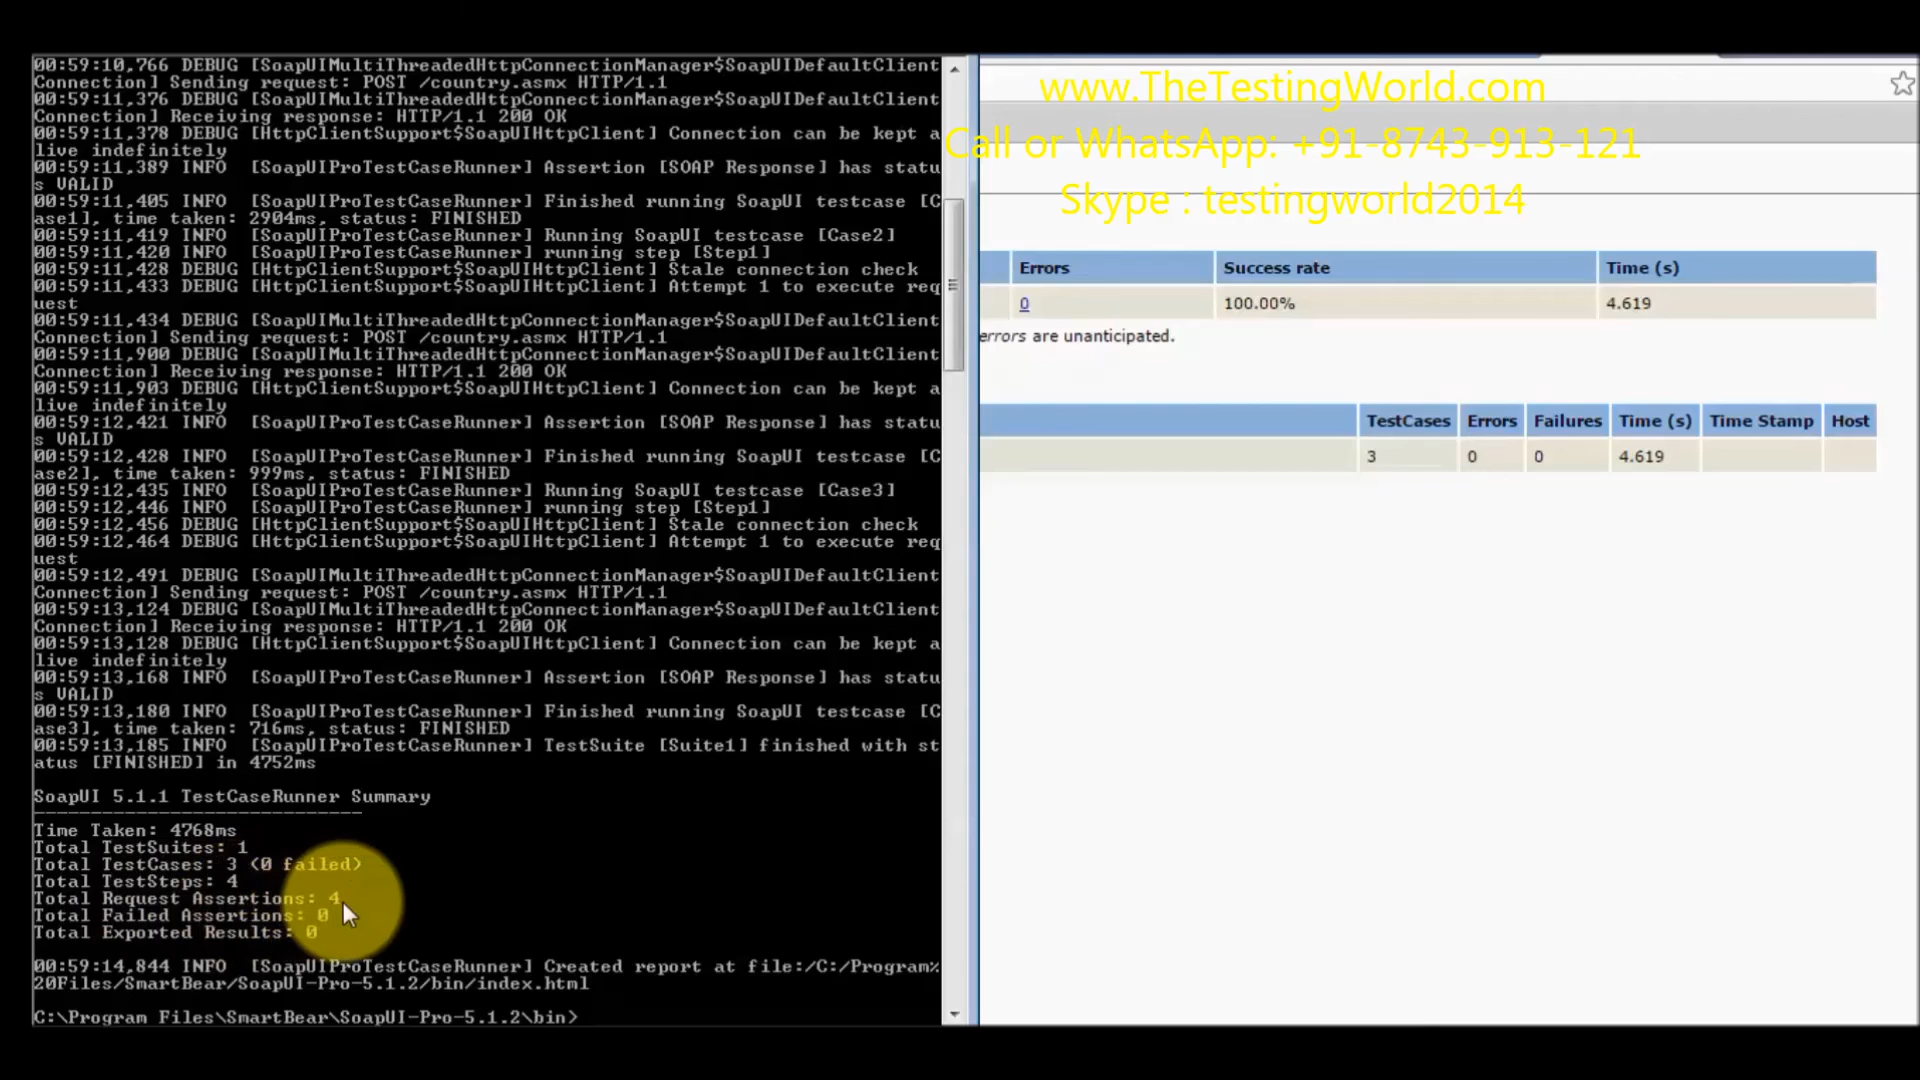 00:59:10,766 DEBUG [SoapUIMultiThreadedHttpConnectionManager$SoapUIDefaultClient
Connection] Sending request: POST /country.asmx HTTP/1.1
00:59:11,376 DEBUG [SoapUIMultiThreadedHttpConnectionManager$SoapUIDefaultClient
Connection] Receiving response: HTTP/1.1 200 OK
00:59:11,378 DEBUG [HttpClientSupport$SoapUIHttpClient] Connection can be kept a
live indefinitely
00:59:11,389 INFO  [SoapUIProTestCaseRunner] Assertion [SOAP Response] has statu
s VALID
00:59:11,405 INFO  [SoapUIProTestCaseRunner] Finished running SoapUI testcase [C
ase1], time taken: 2904ms, status: FINISHED
00:59:11,419 INFO  [SoapUIProTestCaseRunner] Running SoapUI testcase [Case2]
00:59:11,420 INFO  [SoapUIProTestCaseRunner] running step [Step1]
00:59:11,428 DEBUG [HttpClientSupport$SoapUIHttpClient] Stale connection check
00:59:11,433 DEBUG [HttpClientSupport$SoapUIHttpClient] Attempt 1 to execute req
uest
00:59:11,434 DEBUG [SoapUIMultiThreadedHttpConnectionManager$SoapUIDefaultClient
Connection] Sending request: POST /country.asmx HTTP/1.1
00:59:11,900 DEBUG [SoapUIMultiThreadedHttpConnectionManager$SoapUIDefaultClient
Connection] Receiving response: HTTP/1.1 200 OK
00:59:11,903 DEBUG [HttpClientSupport$SoapUIHttpClient] Connection can be kept a
live indefinitely
00:59:12,421 INFO  [SoapUIProTestCaseRunner] Assertion [SOAP Response] has statu
s VALID
00:59:12,428 INFO  [SoapUIProTestCaseRunner] Finished running SoapUI testcase [C
ase2], time taken: 999ms, status: FINISHED
00:59:12,435 INFO  [SoapUIProTestCaseRunner] Running SoapUI testcase [Case3]
00:59:12,446 INFO  [SoapUIProTestCaseRunner] running step [Step1]
00:59:12,456 DEBUG [HttpClientSupport$SoapUIHttpClient] Stale connection check
00:59:12,464 DEBUG [HttpClientSupport$SoapUIHttpClient] Attempt 1 to execute req
uest
00:59:12,491 DEBUG [SoapUIMultiThreadedHttpConnectionManager$SoapUIDefaultClient
Connection] Sending request: POST /country.asmx HTTP/1.1
00:59:13,124 DEBUG [SoapUIMultiThreadedHttpConnectionManager$SoapUIDefaultClient
Connection] Receiving response: HTTP/1.1 200 OK
00:59:13,128 DEBUG [HttpClientSupport$SoapUIHttpClient] Connection can be kept a
live indefinitely
00:59:13,168 INFO  [SoapUIProTestCaseRunner] Assertion [SOAP Response] has statu
s VALID
00:59:13,180 INFO  [SoapUIProTestCaseRunner] Finished running SoapUI testcase [C
ase3], time taken: 716ms, status: FINISHED
00:59:13,185 INFO  [SoapUIProTestCaseRunner] TestSuite [Suite1] finished with st
atus [FINISHED] in 4752ms
SoapUI 5.1.1 TestCaseRunner Summary
-----------------------------
Time Taken: 4768ms
Total TestSuites: 1
Total TestCases: 3 (0 failed)
Total TestSteps: 4
Total Request Assertions: 4
Total Failed Assertions: 0
Total Exported Results: 0
00:59:14,844 INFO  [SoapUIProTestCaseRunner] Created report at file:/C:/Program%
20Files/SmartBear/SoapUI-Pro-5.1.2/bin/index.html
C:\Program Files\SmartBear\SoapUI-Pro-5.1.2\bin>
www.TheTestingWorld.com
Call or WhatsApp: +91-8743-913-121
Skype : testingworld2014
Errors Success rate Time (s)
0 100.00% 4.619
errors are unanticipated.
TestCases Errors Failures Time (s) Time Stamp Host
3 0 0 4.619